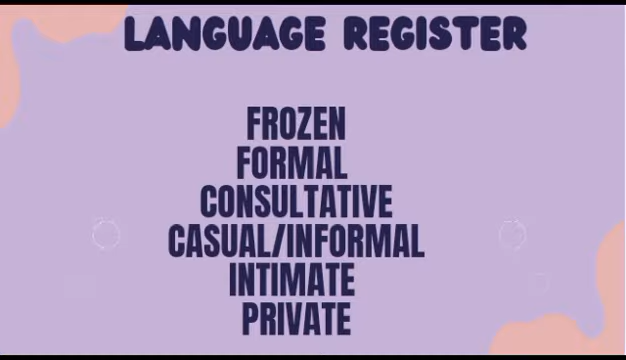 LANGUAGE REGISTER
FROZEN
FORMAL
CONSULTATIVE
CASUAL/INFORMAL
INTIMATE
PRIVATE